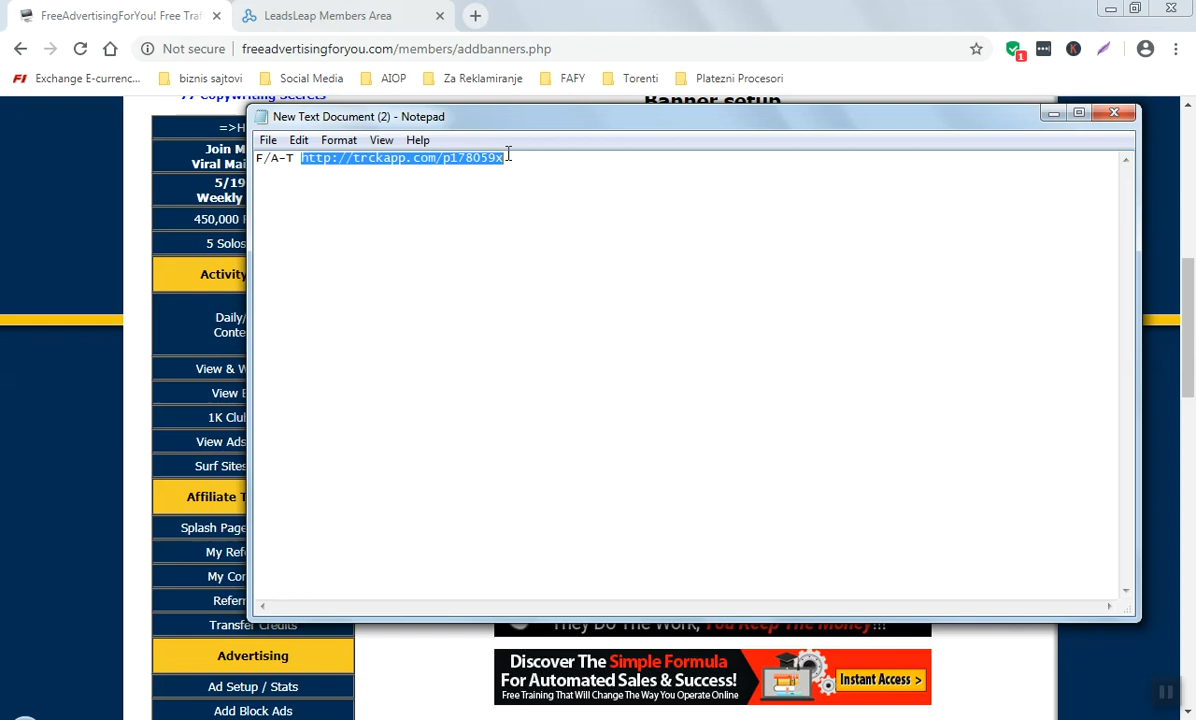 FreeAdvertisingForYou! Free Traf
LeadsLeap Members Area
Not secure
freeadvertisingforyou.com/members/addbanners.php
1
K
FI Exchange E-currenc...
biznis sajtovi
Social Media
AIOP
Za Reklamiranje
FAFY
Torenti
Platezni Procesori
77 Copywriting Secrets
Banner setup
=>H
Join M
Viral Mai
5/19
Weekly
450,000
5 Solos
Activity
Daily/
Conte
View & W
View
1K Clu
View Ads
Surf Sites
Affiliate T
Splash Page
My Ref
My Con
Referr
Transfer Credits
Advertising
Ad Setup / Stats
Add Block Ads
New Text Document (2) - Notepad
File Edit Format View Help
F/A-T http://trckapp.com/p178059x
They Do The Work, You Keep The Money!!!
Discover The Simple Formula
For Automated Sales & Success!
Free Training That Will Change The Way You Operate Online
Instant Access >